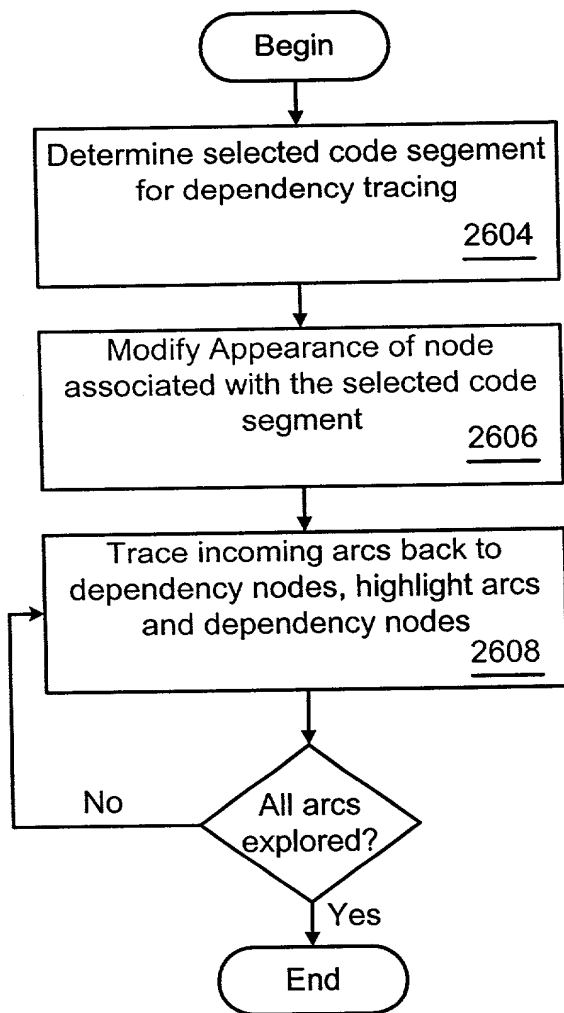 Begin
Determine selected code segement
for dependency tracing
2604
Modify Appearance of node
associated with the selected code
segment
2606
Trace incoming arcs back to
dependency nodes, highlight arcs
and dependency nodes
2608
No
All arcs
explored?
Yes
End